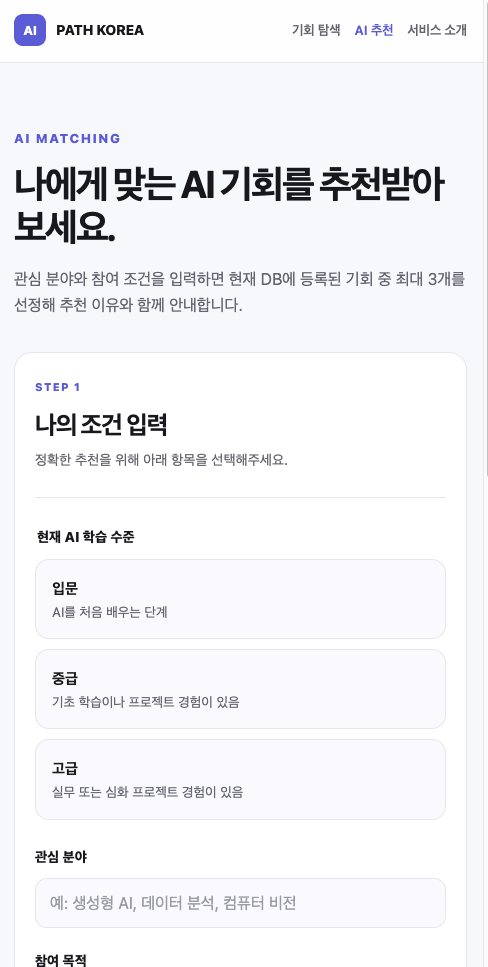 AI PATH KOREA 기회 탐색 AI 추천 서비스 소개
AI MATCHING
나에게 맞는 AI 기회를 추천받아
보세요.
관심 분야와 참여 조건을 입력하면 현재 DB에 등록된 기회 중 최대 3개를
선정해 추천 이유와 함께 안내합니다.
STEP 1
나의 조건 입력
정확한 추천을 위해 아래 항목을 선택해주세요.
현재 AI 학습 수준
입문
AI를 처음 배우는 단계
중급
기초 학습이나 프로젝트 경험이 있음
고급
실무 또는 심화 프로젝트 경험이 있음
관심 분야
예: 생성형 AI, 데이터 분석, 컴퓨터 비전
참여 목적